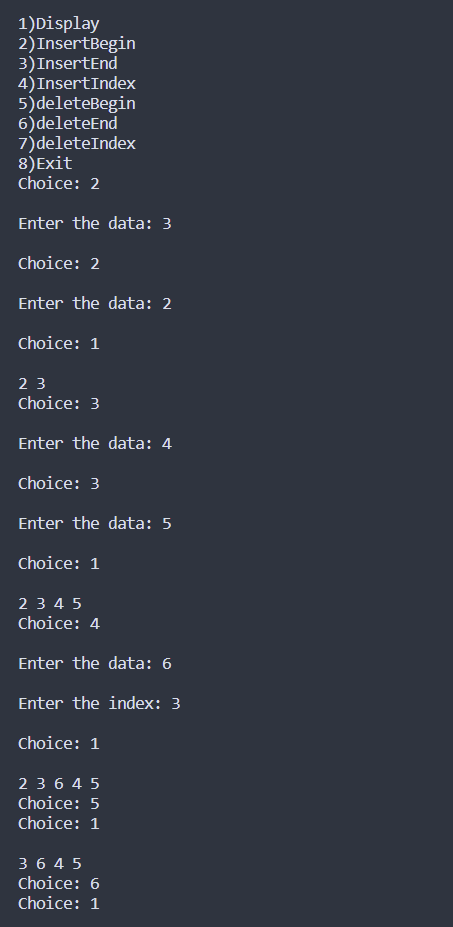 1)Display
2)InsertBegin
3)InsertEnd
4)InsertIndex
5)deleteBegin
6)deleteEnd
7)deleteIndex
8)Exit
Choice: 2
Enter the data: 3
Choice: 2
Enter the data: 2
Choice: 1
2 3
Choice: 3
Enter the data: 4
Choice: 3
Enter the data: 5
Choice: 1
2 3 4 5
Choice: 4
Enter the data: 6
Enter the index: 3
Choice: 1
2 3 6 4 5
Choice: 5
Choice: 1
3 6 4 5
Choice: 6
Choice: 1